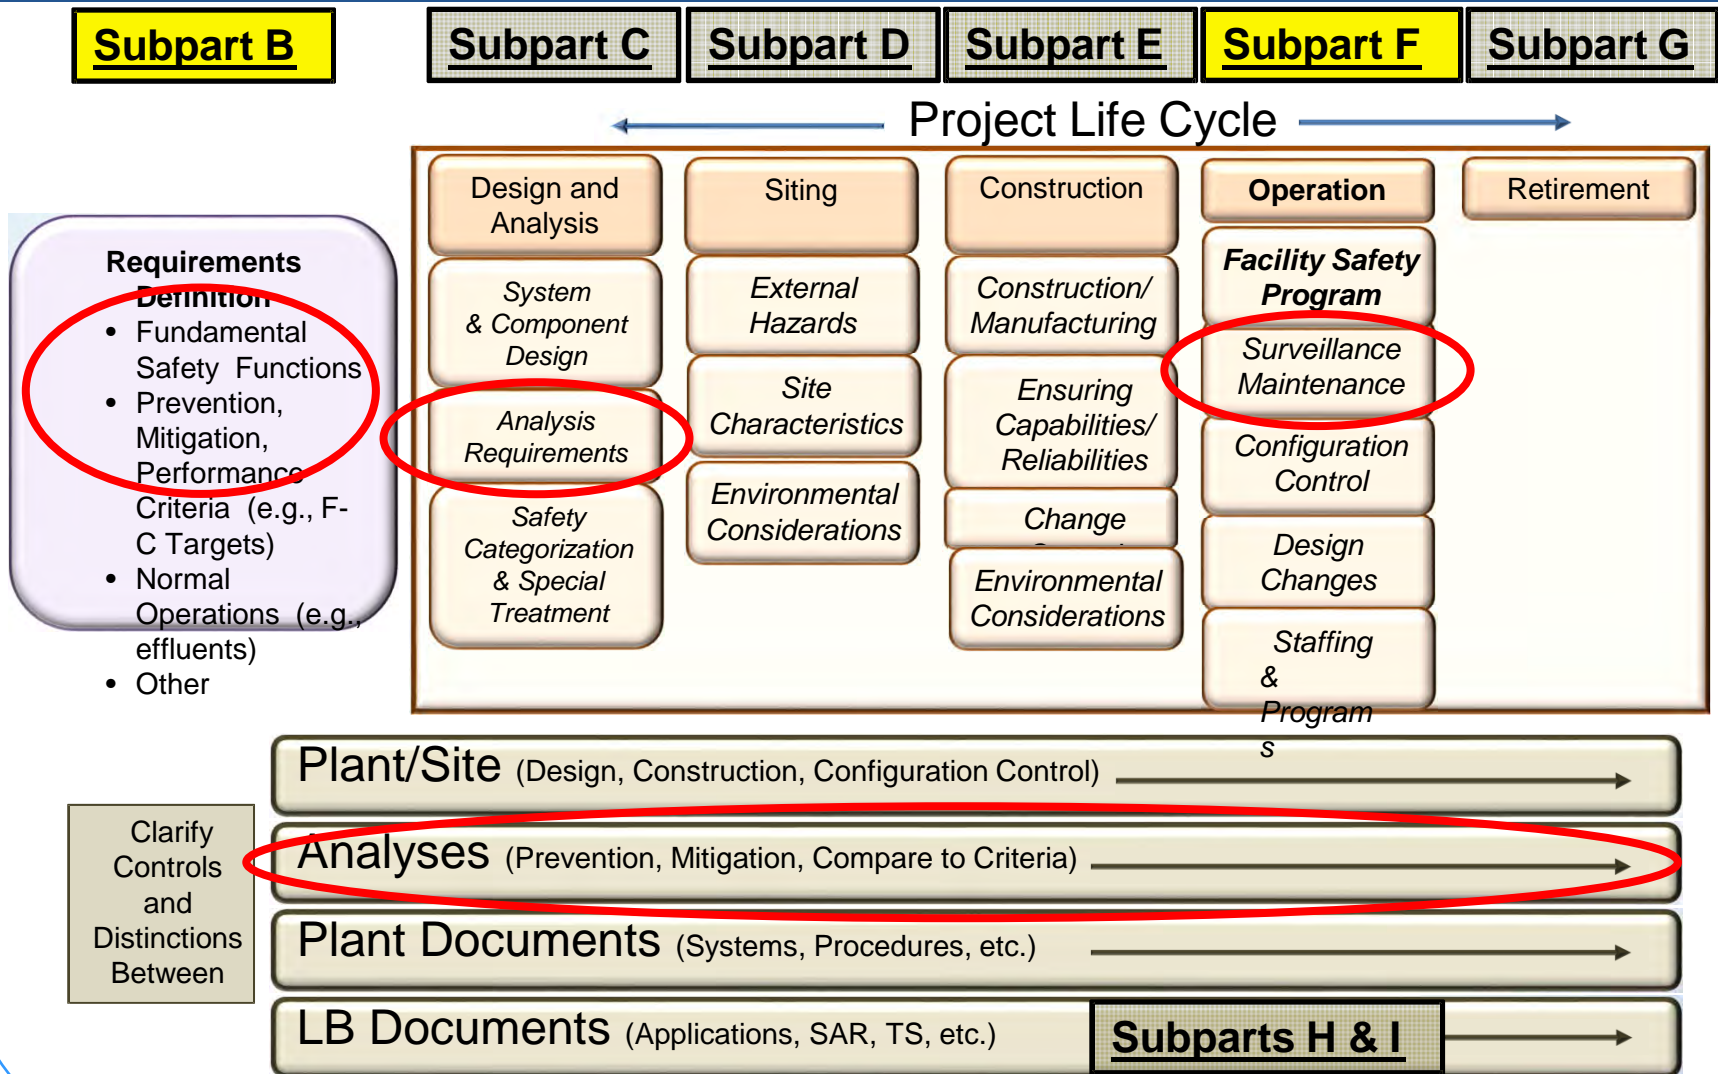 Subpart B
Subpart C
Subpart D
Subpart E
Subpart F
Subpart G
Project Life Cycle
Requirements
Definition
• Fundamental
Safety Functions
• Prevention,
Mitigation,
Performance
Criteria (e.g., F-
C Targets)
• Normal
Operations (e.g.,
effluents)
• Other
Design and
Analysis
System
& Component
Design
Analysis
Requirements
Safety
Categorization
& Special
Treatment
Siting
External
Hazards
Site
Characteristics
Environmental
Considerations
Construction
Construction/
Manufacturing
Ensuring
Capabilities/
Reliabilities
Change
Environmental
Considerations
Operation
Facility Safety
Program
Surveillance
Maintenance
Configuration
Control
Design
Changes
Staffing
&
Program
s
Retirement
Clarify
Controls
and
Distinctions
Between
Plant/Site (Design, Construction, Configuration Control)
Analyses (Prevention, Mitigation, Compare to Criteria)
Plant Documents (Systems, Procedures, etc.)
LB Documents (Applications, SAR, TS, etc.)
Subparts H & I